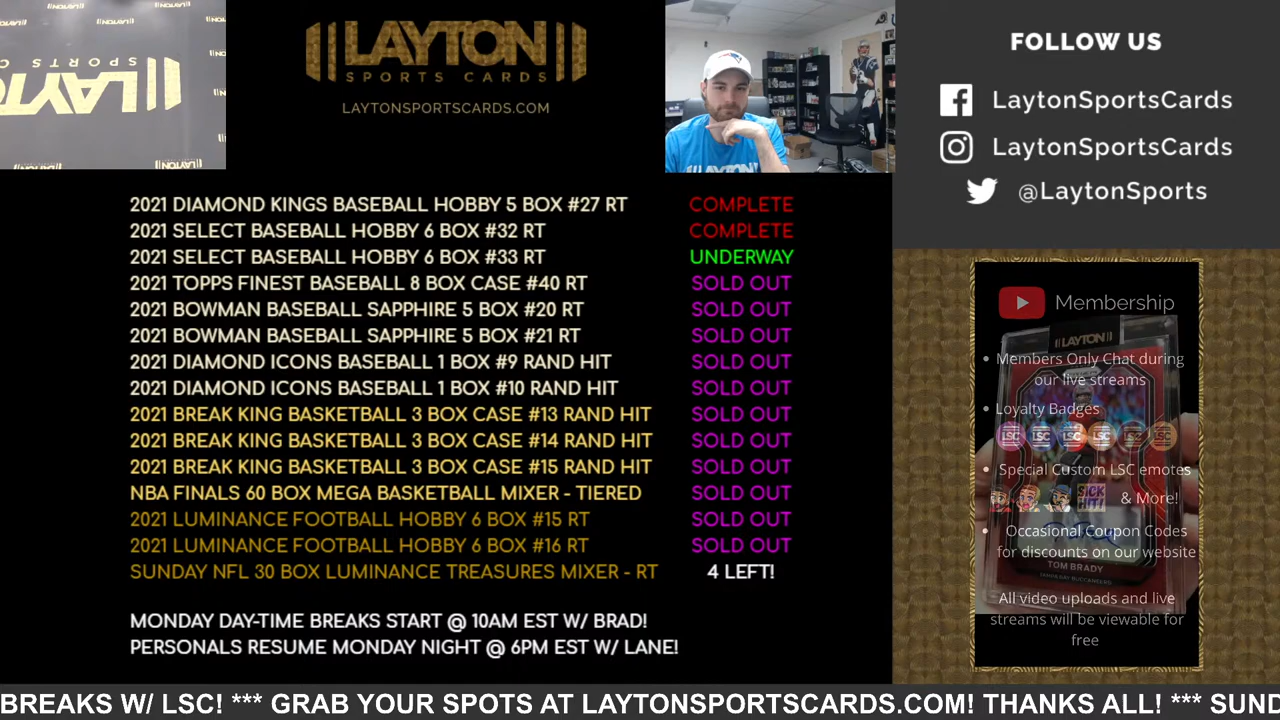 LAYTON
SPORTS CARDS
LAYTONSPORTSCARDS.COM
2021 DIAMOND KINGS BASEBALL HOBBY 5 BOX #27 RT COMPLETE
2021 SELECT BASEBALL HOBBY 6 BOX #32 RT COMPLETE
2021 SELECT BASEBALL HOBBY 6 BOX #33 RT UNDERWAY
2021 TOPPS FINEST BASEBALL 8 BOX CASE #40 RT SOLD OUT
2021 BOWMAN BASEBALL SAPPHIRE 5 BOX #20 RT SOLD OUT
2021 BOWMAN BASEBALL SAPPHIRE 5 BOX #21 RT SOLD OUT
2021 DIAMOND ICONS BASEBALL 1 BOX #9 RAND HIT SOLD OUT
2021 DIAMOND ICONS BASEBALL 1 BOX #10 RAND HIT SOLD OUT
2021 BREAK KING BASKETBALL 3 BOX CASE #13 RAND HIT SOLD OUT
2021 BREAK KING BASKETBALL 3 BOX CASE #14 RAND HIT SOLD OUT
2021 BREAK KING BASKETBALL 3 BOX CASE #15 RAND HIT SOLD OUT
NBA FINALS 60 BOX MEGA BASKETBALL MIXER - TIERED SOLD OUT
2021 LUMINANCE FOOTBALL HOBBY 6 BOX #15 RT SOLD OUT
2021 LUMINANCE FOOTBALL HOBBY 6 BOX #16 RT SOLD OUT
SUNDAY NFL 30 BOX LUMINANCE TREASURES MIXER - RT 4 LEFT!
MONDAY DAY-TIME BREAKS START @ 10AM EST W/ BRAD!
PERSONALS RESUME MONDAY NIGHT @ 6PM EST W/ LANE!
FOLLOW US
LaytonSportsCards
LaytonSportsCards
@LaytonSports
Membership
LAYTON
• Members Only Chat during
our live streams
• Loyalty Badges
LSC LSC LSC LSC LSC LSC
• Special Custom LSC emotes
SICK HIT! & More!
• Occasional Coupon Codes
for discounts on our website
TOM BRADY
TAMPA BAY BUCCANEERS
All video uploads and live
streams will be viewable for
free
BREAKS W/ LSC! *** GRAB YOUR SPOTS AT LAYTONSPORTSCARDS.COM! THANKS ALL! *** SUND